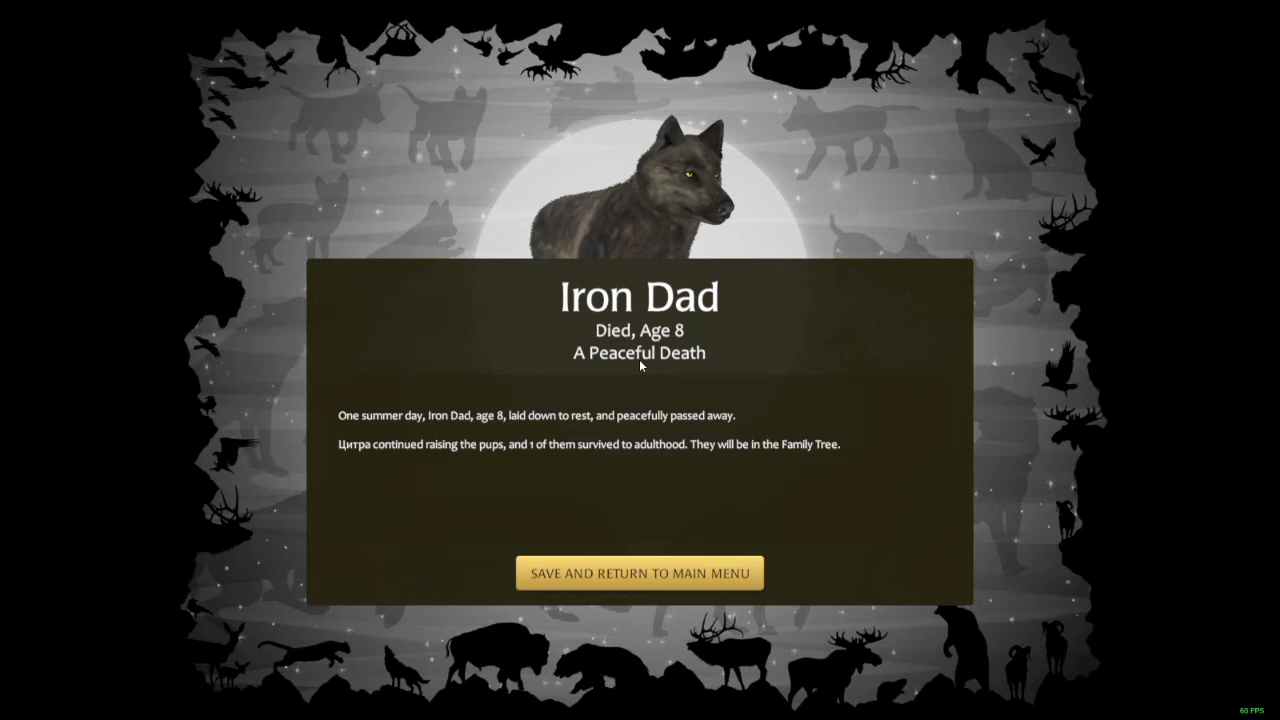 Iron Dad
Died, Age 8
A Peaceful Death
One summer day, Iron Dad, age 8, laid down to rest, and peacefully passed away.
Цитра continued raising the pups, and 1 of them survived to adulthood. They will be in the Family Tree.
SAVE AND RETURN TO MAIN MENU
60 FPS